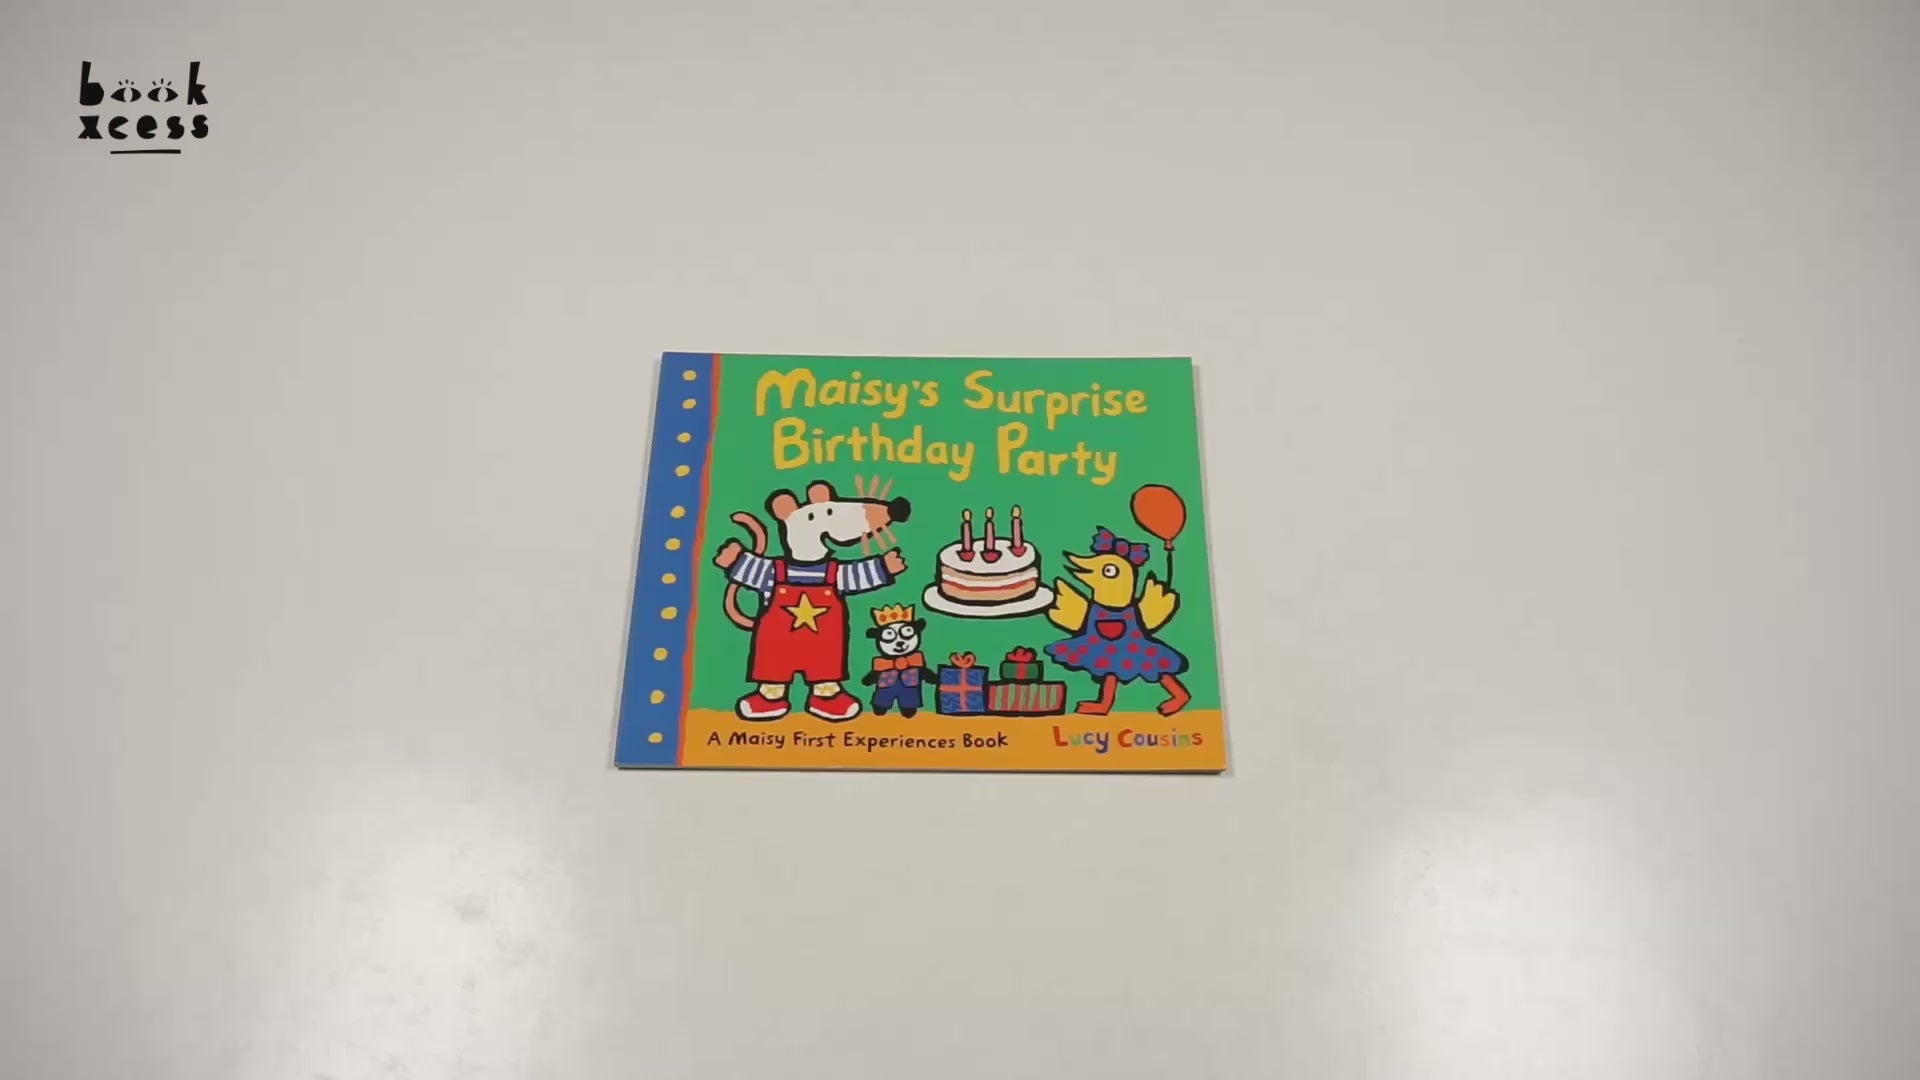 book
xcess
Maisy's Surprise
Birthday Party
A Maisy First Experiences Book
Lucy Cousins